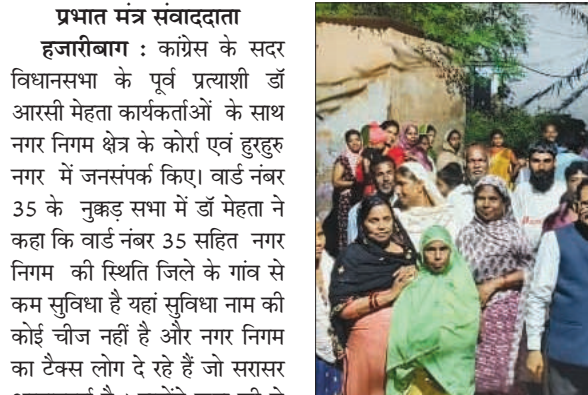 प्रभात मंत्र संवाददाता
हजारीबाग : कांग्रेस के सदर
विधानसभा के पूर्व प्रत्याशी डॉ
आरसी मेहता कार्यकर्ताओं के साथ
नगर निगम क्षेत्र के कोर्रा एवं हुरहुरु
नगर में जनसंपर्क किए। वार्ड नंबर
35 के नुक्कड़ सभा में डॉ मेहता ने
कहा कि वार्ड नंबर 35 सहित नगर
निगम की स्थिति जिले के गांव से
कम सुविधा है यहां सुविधा नाम की
कोई चीज नहीं है और नगर निगम
का टैक्स लोग दे रहे हैं जो सरासर